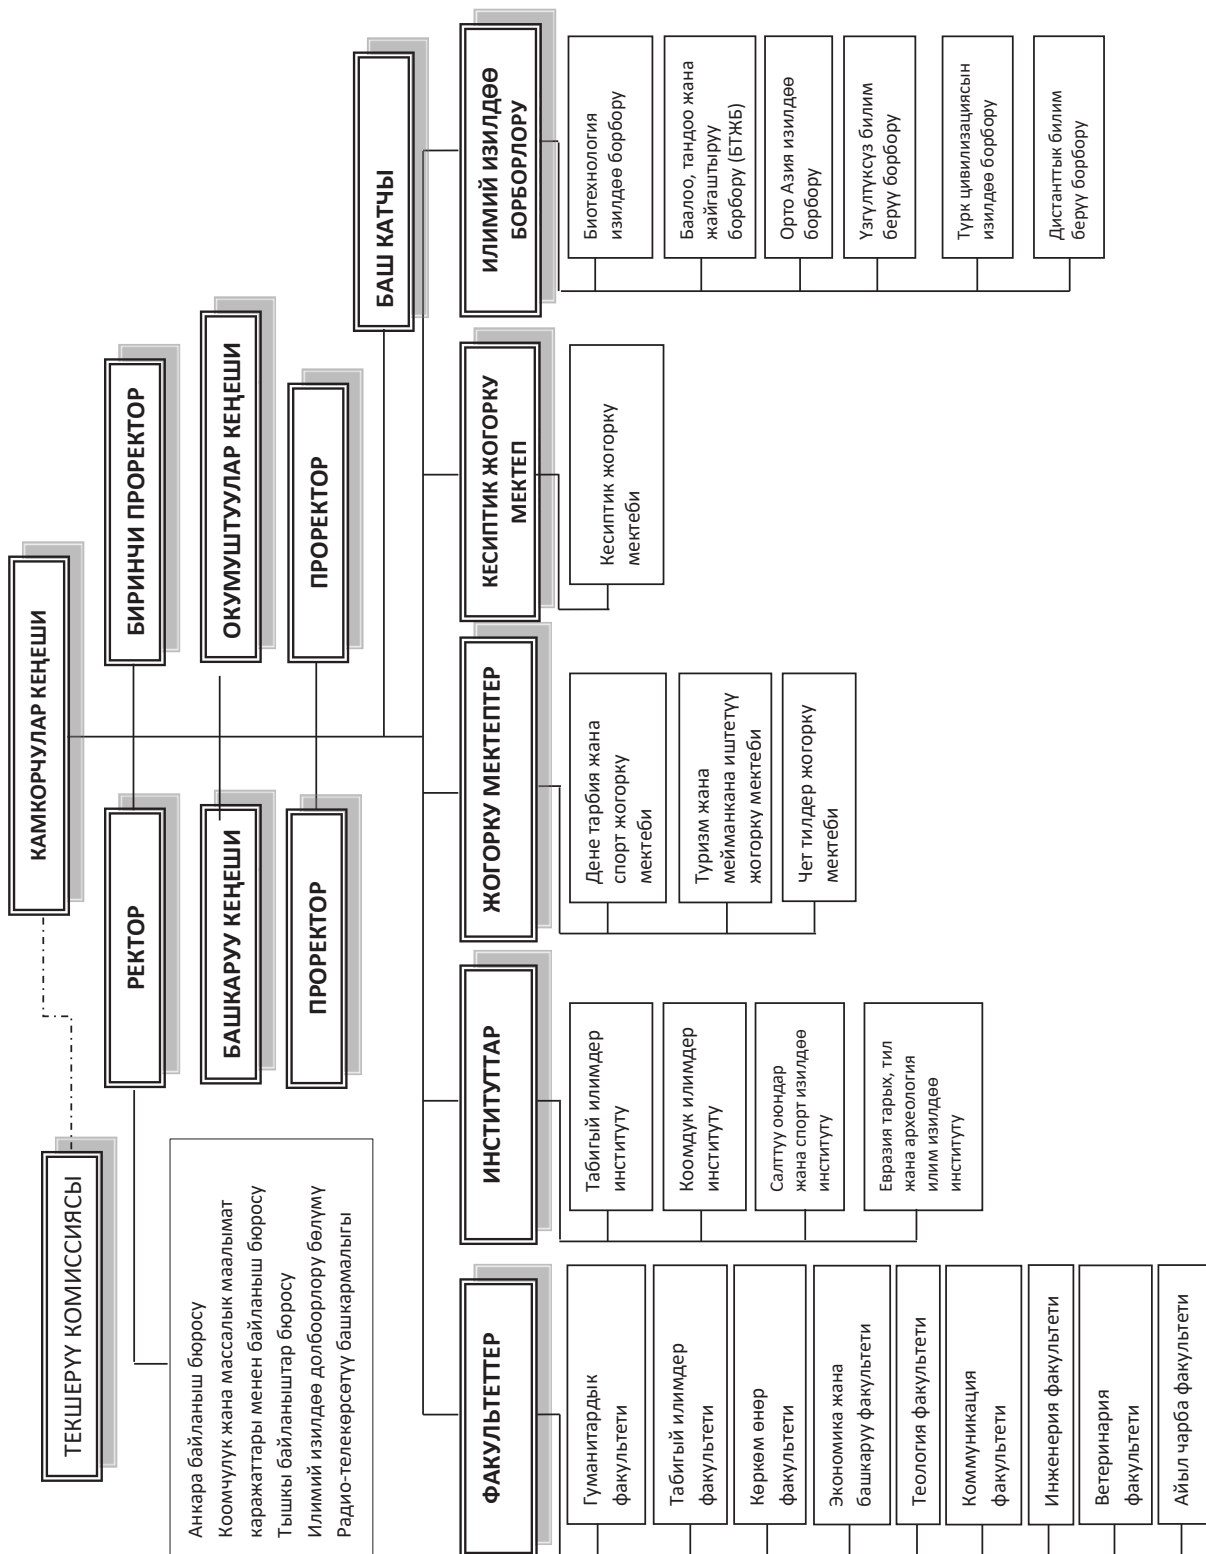 КАМКОРЧУЛАР КЕҢЕШИ
ТЕКШЕРҮҮ КОМИССИЯСЫ
РЕКТОР
БИРИНЧИ ПРОРЕКТОР
БАШКАРУУ КЕҢЕШИ
ОКУМУШТУУЛАР КЕҢЕШИ
ПРОРЕКТОР
ПРОРЕКТОР
БАШ КАТЧЫ
Анкара байланыш бюросу
Коомчулук жана массалык маалымат
каражаттары менен байланыш бюросу
Тышкы байланыштар бюросу
Илимий изилдөө долбоорлору бөлүмү
Радио-телекөрсөтүү башкармалыгы
ФАКУЛЬТЕТТЕР
Гуманитардык
факультети
Табигый илимдер
факультети
Көркөм өнөр
факультети
Экономика жана
башкаруу факультети
Теология факультети
Коммуникация
факультети
Инженерия факультети
Ветеринария
факультети
Айыл чарба факультети
ИНСТИТУТТАР
Табигый илимдер
институту
Коомдук илимдер
институту
Салттуу оюндар
жана спорт изилдөө
институту
Евразия тарых, тил
жана археология
илим изилдөө
институту
ЖОГОРКУ МЕКТЕПТЕР
Дене тарбия жана
спорт жогорку
мектеби
Туризм жана
мейманкана иштетүү
жогорку мектеби
Чет тилдер жогорку
мектеби
КЕСИПТИК ЖОГОРКУ
МЕКТЕП
Кесиптик жогорку
мектеби
ИЛИМИЙ ИЗИЛДӨӨ
БОРБОРЛОРУ
Биотехнология
изилдөө борбору
Баалоо, тандоо жана
жайгаштыруу
борбору (БТЖБ)
Орто Азия изилдөө
борбору
Үзгүлтүксүз билим
берүү борбору
Түрк цивилизациясын
изилдөө борбору
Дистанттык билим
берүү борбору